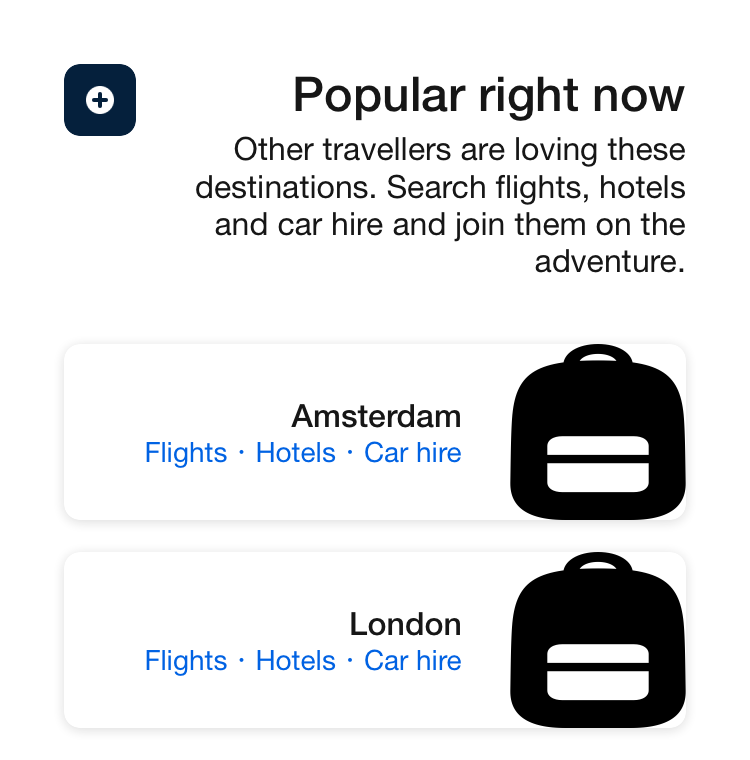 Popular right now
Other travellers are loving these
destinations. Search flights, hotels
and car hire and join them on the
adventure.
Amsterdam
Flights · Hotels · Car hire
London
Flights · Hotels · Car hire